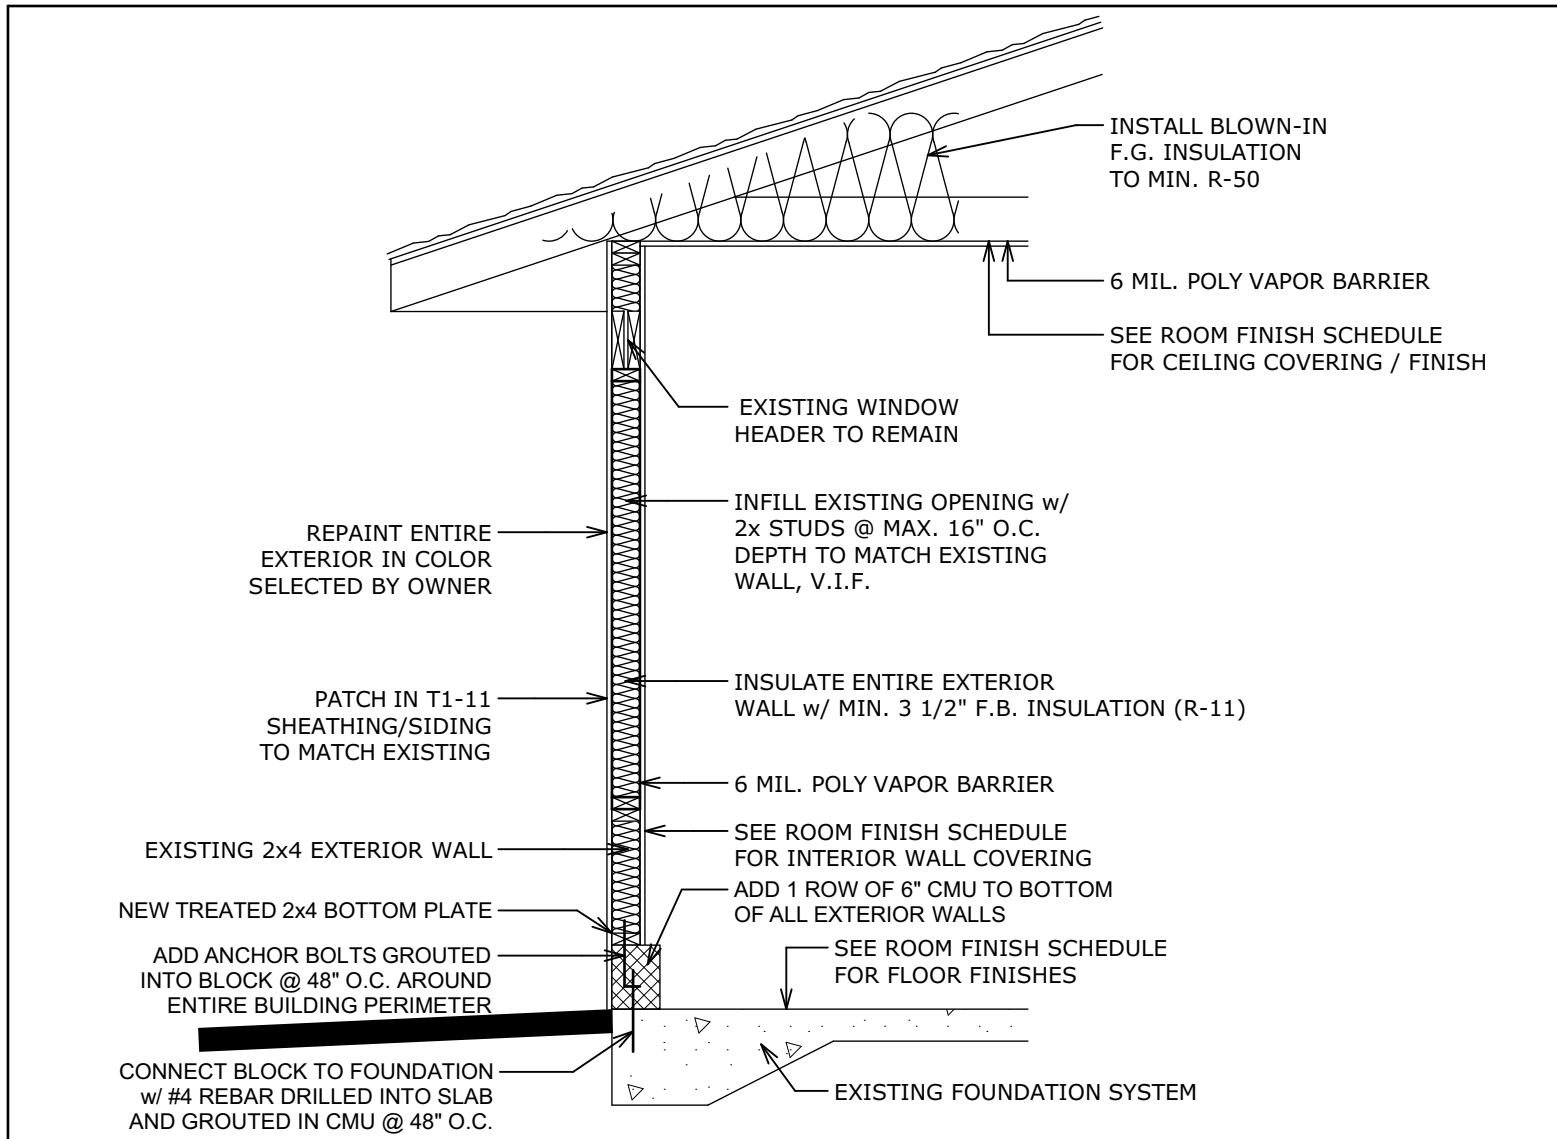 INSTALL BLOWN-IN
F.G. INSULATION
TO MIN. R-50
6 MIL. POLY VAPOR BARRIER
SEE ROOM FINISH SCHEDULE
FOR CEILING COVERING / FINISH
EXISTING WINDOW
HEADER TO REMAIN
INFILL EXISTING OPENING w/
2x STUDS @ MAX. 16" O.C.
DEPTH TO MATCH EXISTING
WALL, V.I.F.
REPAINT ENTIRE
EXTERIOR IN COLOR
SELECTED BY OWNER
INSULATE ENTIRE EXTERIOR
WALL w/ MIN. 3 1/2" F.B. INSULATION (R-11)
PATCH IN T1-11
SHEATHING/SIDING
TO MATCH EXISTING
6 MIL. POLY VAPOR BARRIER
SEE ROOM FINISH SCHEDULE
FOR INTERIOR WALL COVERING
EXISTING 2x4 EXTERIOR WALL
ADD 1 ROW OF 6" CMU TO BOTTOM
OF ALL EXTERIOR WALLS
NEW TREATED 2x4 BOTTOM PLATE
SEE ROOM FINISH SCHEDULE
FOR FLOOR FINISHES
ADD ANCHOR BOLTS GROUTED
INTO BLOCK @ 48" O.C. AROUND
ENTIRE BUILDING PERIMETER
CONNECT BLOCK TO FOUNDATION
w/ #4 REBAR DRILLED INTO SLAB
AND GROUTED IN CMU @ 48" O.C.
EXISTING FOUNDATION SYSTEM